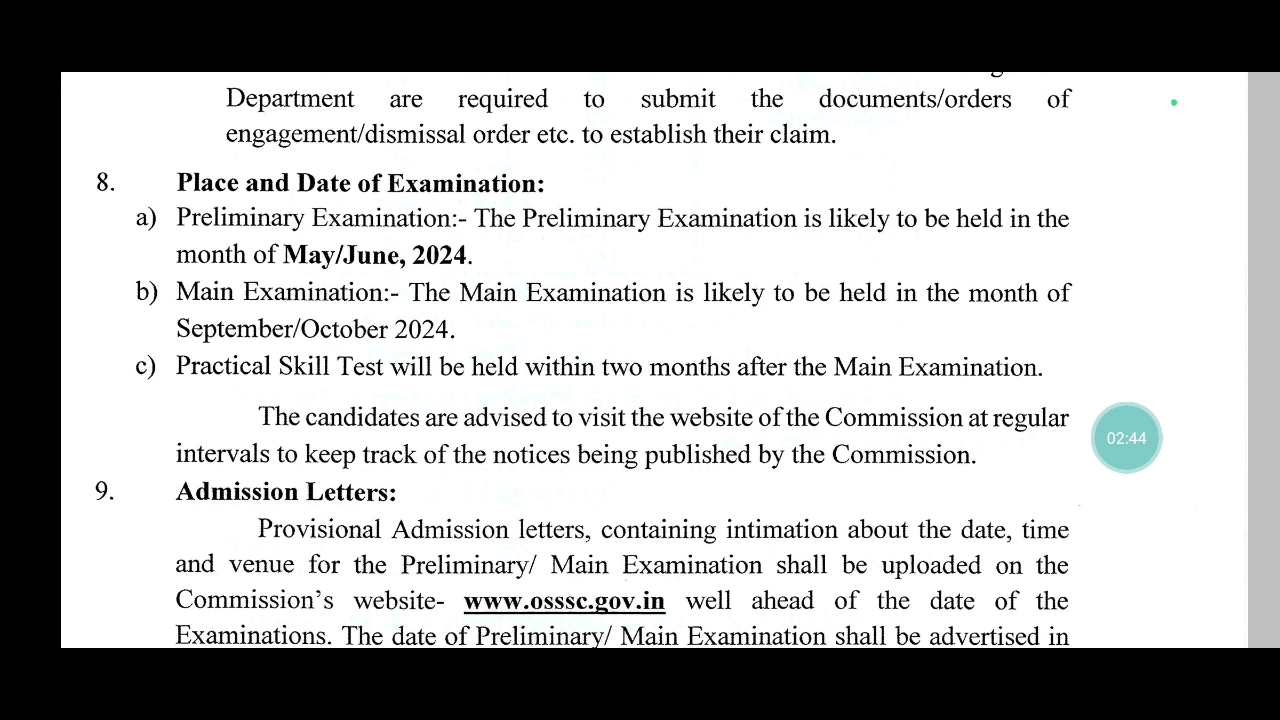 Department are required to submit the documents/orders of
engagement/dismissal order etc. to establish their claim.
8. Place and Date of Examination:
a) Preliminary Examination:- The Preliminary Examination is likely to be held in the
month of May/June, 2024.
b) Main Examination:- The Main Examination is likely to be held in the month of
September/October 2024.
c) Practical Skill Test will be held within two months after the Main Examination.
The candidates are advised to visit the website of the Commission at regular
intervals to keep track of the notices being published by the Commission.
02:44
9. Admission Letters:
Provisional Admission letters, containing intimation about the date, time
and venue for the Preliminary/ Main Examination shall be uploaded on the
Commission's website- www.osssc.gov.in well ahead of the date of the
Examinations. The date of Preliminary/ Main Examination shall be advertised in